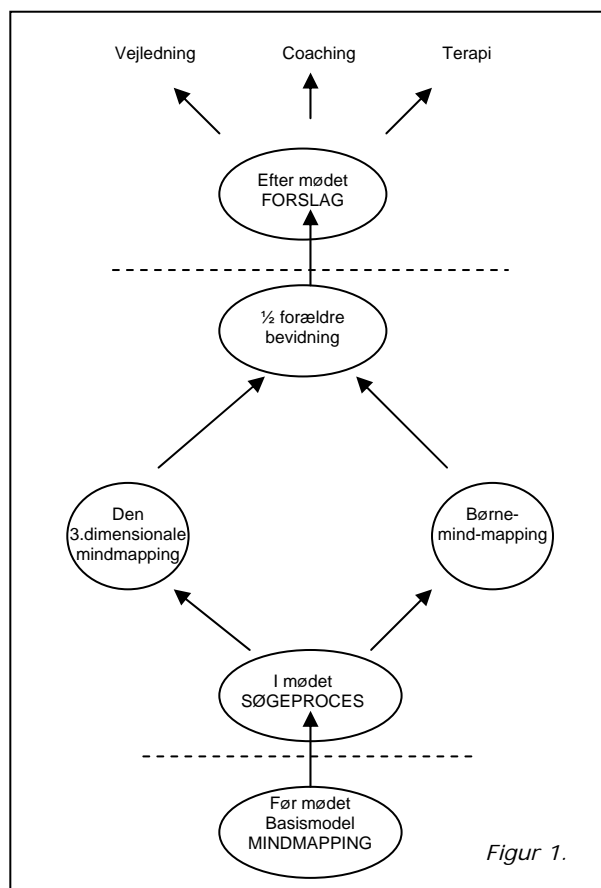 Vejledning Coaching Terapi
Efter mødet
FORSLAG
½ forældre
bevidning
Den
3.dimensionale
mindmapping
Børne-
mind-mapping
I mødet
SØGEPROCES
Før mødet
Basismodel
MINDMAPPING
Figur 1.